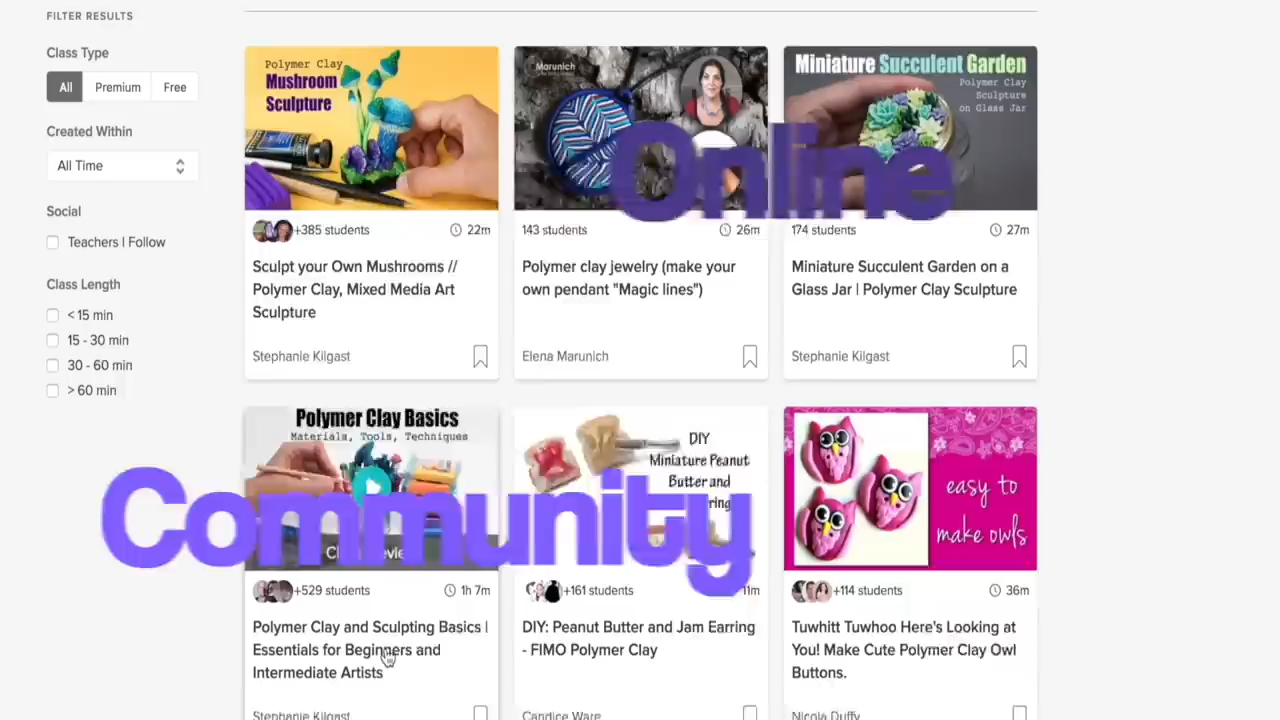 FILTER RESULTS
Class Type
All
Premium
Free
Created Within
All Time
Social
Teachers I Follow
Class Length
< 15 min
15 - 30 min
30 - 60 min
> 60 min
Polymer Clay
Mushroom
Sculpture
+385 students
22m
Sculpt your Own Mushrooms //
Polymer Clay, Mixed Media Art
Sculpture
Stephanie Kilgast
Marunich
143 students
26m
Polymer clay jewelry (make your
own pendant "Magic lines")
Elena Marunich
Miniature Succulent Garden
Polymer Clay
Sculpture
on Glass Jar
174 students
27m
Miniature Succulent Garden on a
Glass Jar | Polymer Clay Sculpture
Stephanie Kilgast
Online
Polymer Clay Basics
Materials, Tools, Techniques
Community
+529 students
1h 7m
Polymer Clay and Sculpting Basics |
Essentials for Beginners and
Intermediate Artists
Stephanie Kilgast
DIY
Miniature Peanut
Butter and
+161 students
11m
DIY: Peanut Butter and Jam Earring
- FIMO Polymer Clay
Candice Ware
easy to
make owls
+114 students
36m
Tuwhitt Tuwhoo Here's Looking at
You! Make Cute Polymer Clay Owl
Buttons.
Nicola Duffy